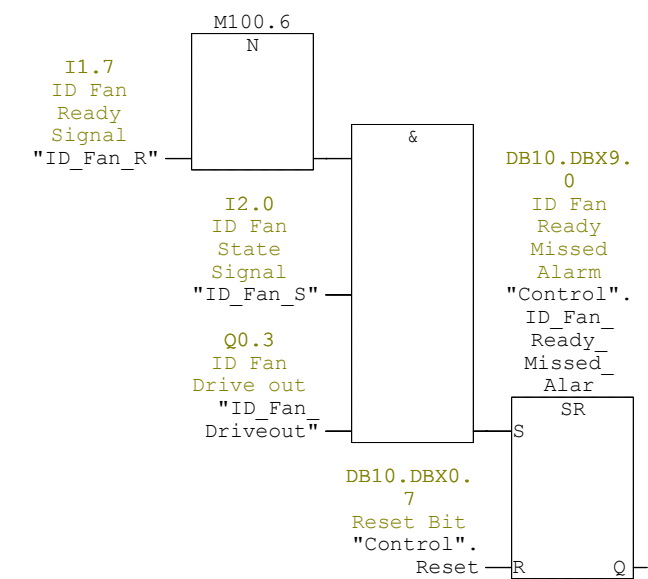 M100.6
N
I1.7
ID Fan
Ready
Signal
"ID_Fan_R"
&
I2.0
ID Fan
State
Signal
"ID_Fan_S"
Q0.3
ID Fan
Drive out
"ID_Fan_
Driveout"
DB10.DBX9.
0
ID Fan
Ready
Missed
Alarm
"Control".
ID_Fan_
Ready_
Missed_
Alar
SR
S
DB10.DBX0.
7
Reset Bit
"Control".
Reset
R Q